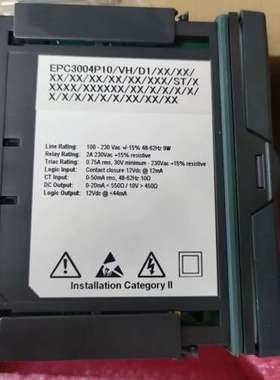 EPC3004P10/VH/D1/XX/XX/
XX/XX/XX/XX/XX/XXX/ST/X
XXXX/XXXXXX/X/X/X/X/X/
X/X/X/X/X/X/XX/XX/XX
Line Rating: 100 - 230 Vac +/-15% 48-62Hz 9W
Relay Rating: 2A 230Vac +15% resistive
Triac Rating: 0.75A rms, 30V minimum - 230Vac +15% resistive
Logic Input: Contact closure 12Vdc @ 12mA
CT Input: 0-50mA rms, 48-62Hz 10Ω
DC Output: 0-20mA < 550Ω / 10V > 450Ω
Logic Output: 12Vdc @ <44mA
Installation Category II